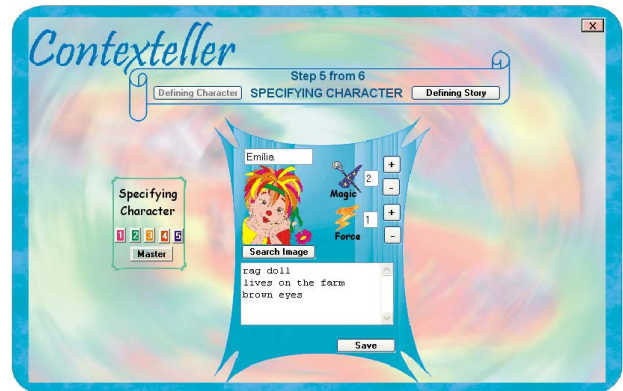 X
Contexteller
Step 5 from 6
Defining Character SPECIFYING CHARACTER Defining Story
Emília
Magic 2 + -
Force 1 + -
Specifying
Character
1 2 3 4 5
Master
Search Image
rag doll
lives on the farm
brown eyes
Save